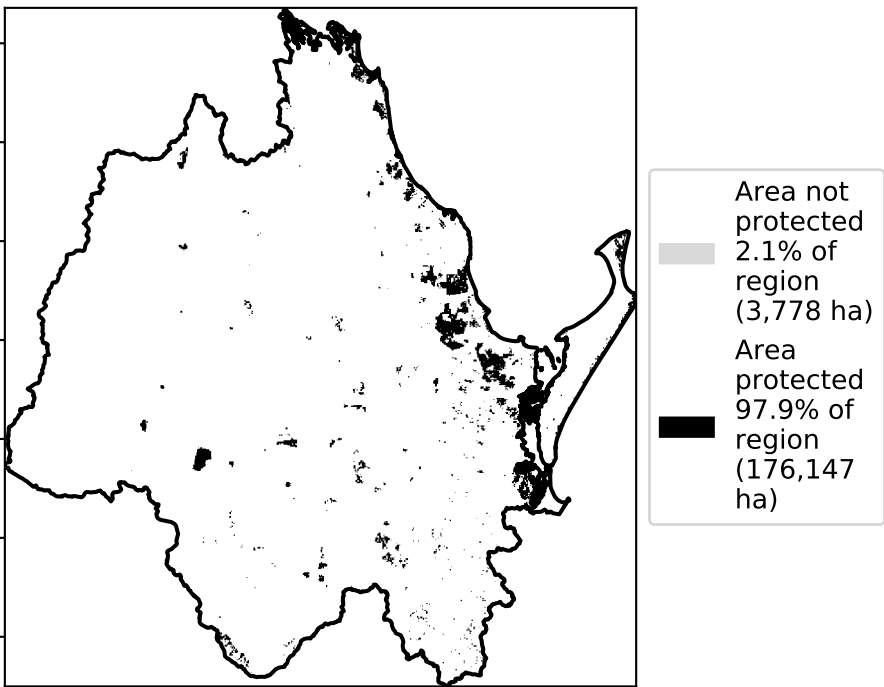 Area not
protected
2.1% of
region
(3,778 ha)
Area
protected
97.9% of
region
(176,147
ha)